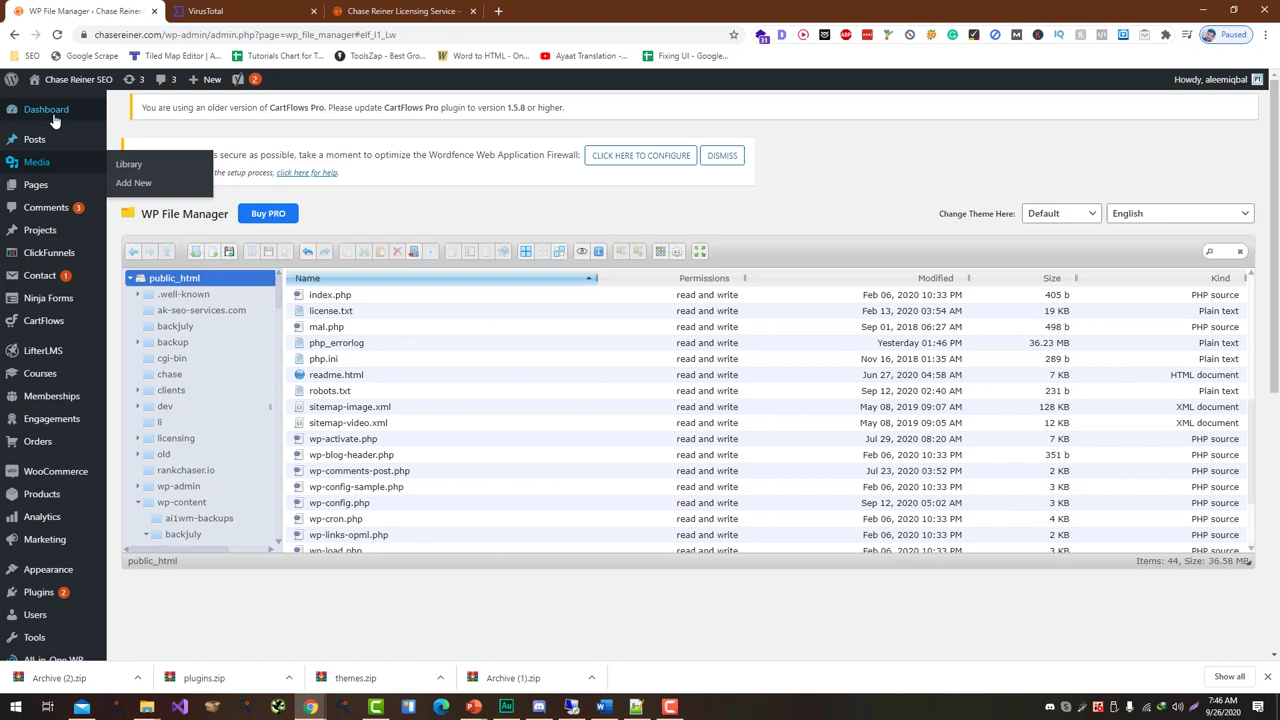 WP File Manager ‹ Chase Reiner
VirusTotal
Chase Reiner Licensing Service –
chasereiner.com/wp-admin/admin.php?page=wp_file_manager#elf_l1_Lw
Paused
SEO
Google Scrape
Tiled Map Editor / A...
Tutorials Chart for T...
ToolsZap - Best Gro...
Word to HTML - On...
Ayaat Translation -...
Fixing UI - Google...
Chase Reiner SEO
3
3
New
2
Howdy, aleemiqbal
Dashboard
Posts
Media
Library
Add New
Pages
Comments 3
Projects
ClickFunnels
Contact 1
Ninja Forms
CartFlows
LifterLMS
Courses
Memberships
Engagements
Orders
WooCommerce
Products
Analytics
Marketing
Appearance
Plugins 2
Users
Tools
All-in-One WP
You are using an older version of CartFlows Pro. Please update CartFlows Pro plugin to version 1.5.8 or higher.
s secure as possible, take a moment to optimize the Wordfence Web Application Firewall:
CLICK HERE TO CONFIGURE
DISMISS
the setup process, click here for help.
WP File Manager
Buy PRO
Change Theme Here:
Default
English
public_html
.well-known
ak-seo-services.com
backjuly
backup
cgi-bin
chase
clients
dev
li
licensing
old
rankchaser.io
wp-admin
wp-content
ai1wm-backups
backjuly
Name Permissions Modified Size Kind
index.php read and write Feb 06, 2020 10:33 PM 405 b PHP source
license.txt read and write Feb 13, 2020 03:54 AM 19 KB Plain text
mal.php read and write Sep 01, 2018 06:27 AM 498 b PHP source
php_errorlog read and write Yesterday 01:46 PM 36.23 MB Plain text
php.ini read and write Nov 16, 2018 01:35 AM 289 b Plain text
readme.html read and write Jun 27, 2020 04:58 AM 7 KB HTML document
robots.txt read and write Sep 12, 2020 02:40 AM 231 b Plain text
sitemap-image.xml read and write May 08, 2019 09:07 AM 128 KB XML document
sitemap-video.xml read and write May 08, 2019 09:05 AM 12 KB XML document
wp-activate.php read and write Jul 29, 2020 08:20 AM 7 KB PHP source
wp-blog-header.php read and write Feb 06, 2020 10:33 PM 351 b PHP source
wp-comments-post.php read and write Jul 23, 2020 03:52 PM 2 KB PHP source
wp-config-sample.php read and write Feb 06, 2020 10:33 PM 3 KB PHP source
wp-config.php read and write Sep 12, 2020 05:02 AM 3 KB PHP source
wp-cron.php read and write Feb 06, 2020 10:33 PM 4 KB PHP source
wp-links-opml.php read and write Feb 06, 2020 10:33 PM 2 KB PHP source
wp-load.php read and write Feb 06, 2020 10:33 PM 3 KB PHP source
public_html
Items: 44, Size: 36.58 MB
Archive (2).zip
plugins.zip
themes.zip
Archive (1).zip
Show all
7:46 AM
9/26/2020